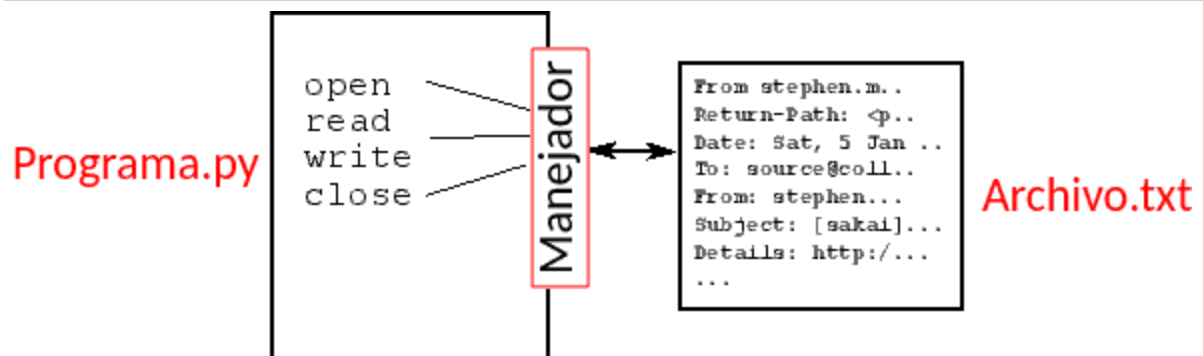 Programa.py
open
read
write
close
Manejador
From stephen.m..
Return-Path: <p..
Date: Sat, 5 Jan ..
To: source@coll..
From: stephen...
Subject: [sakai]...
Details: http:/...
...
Archivo.txt